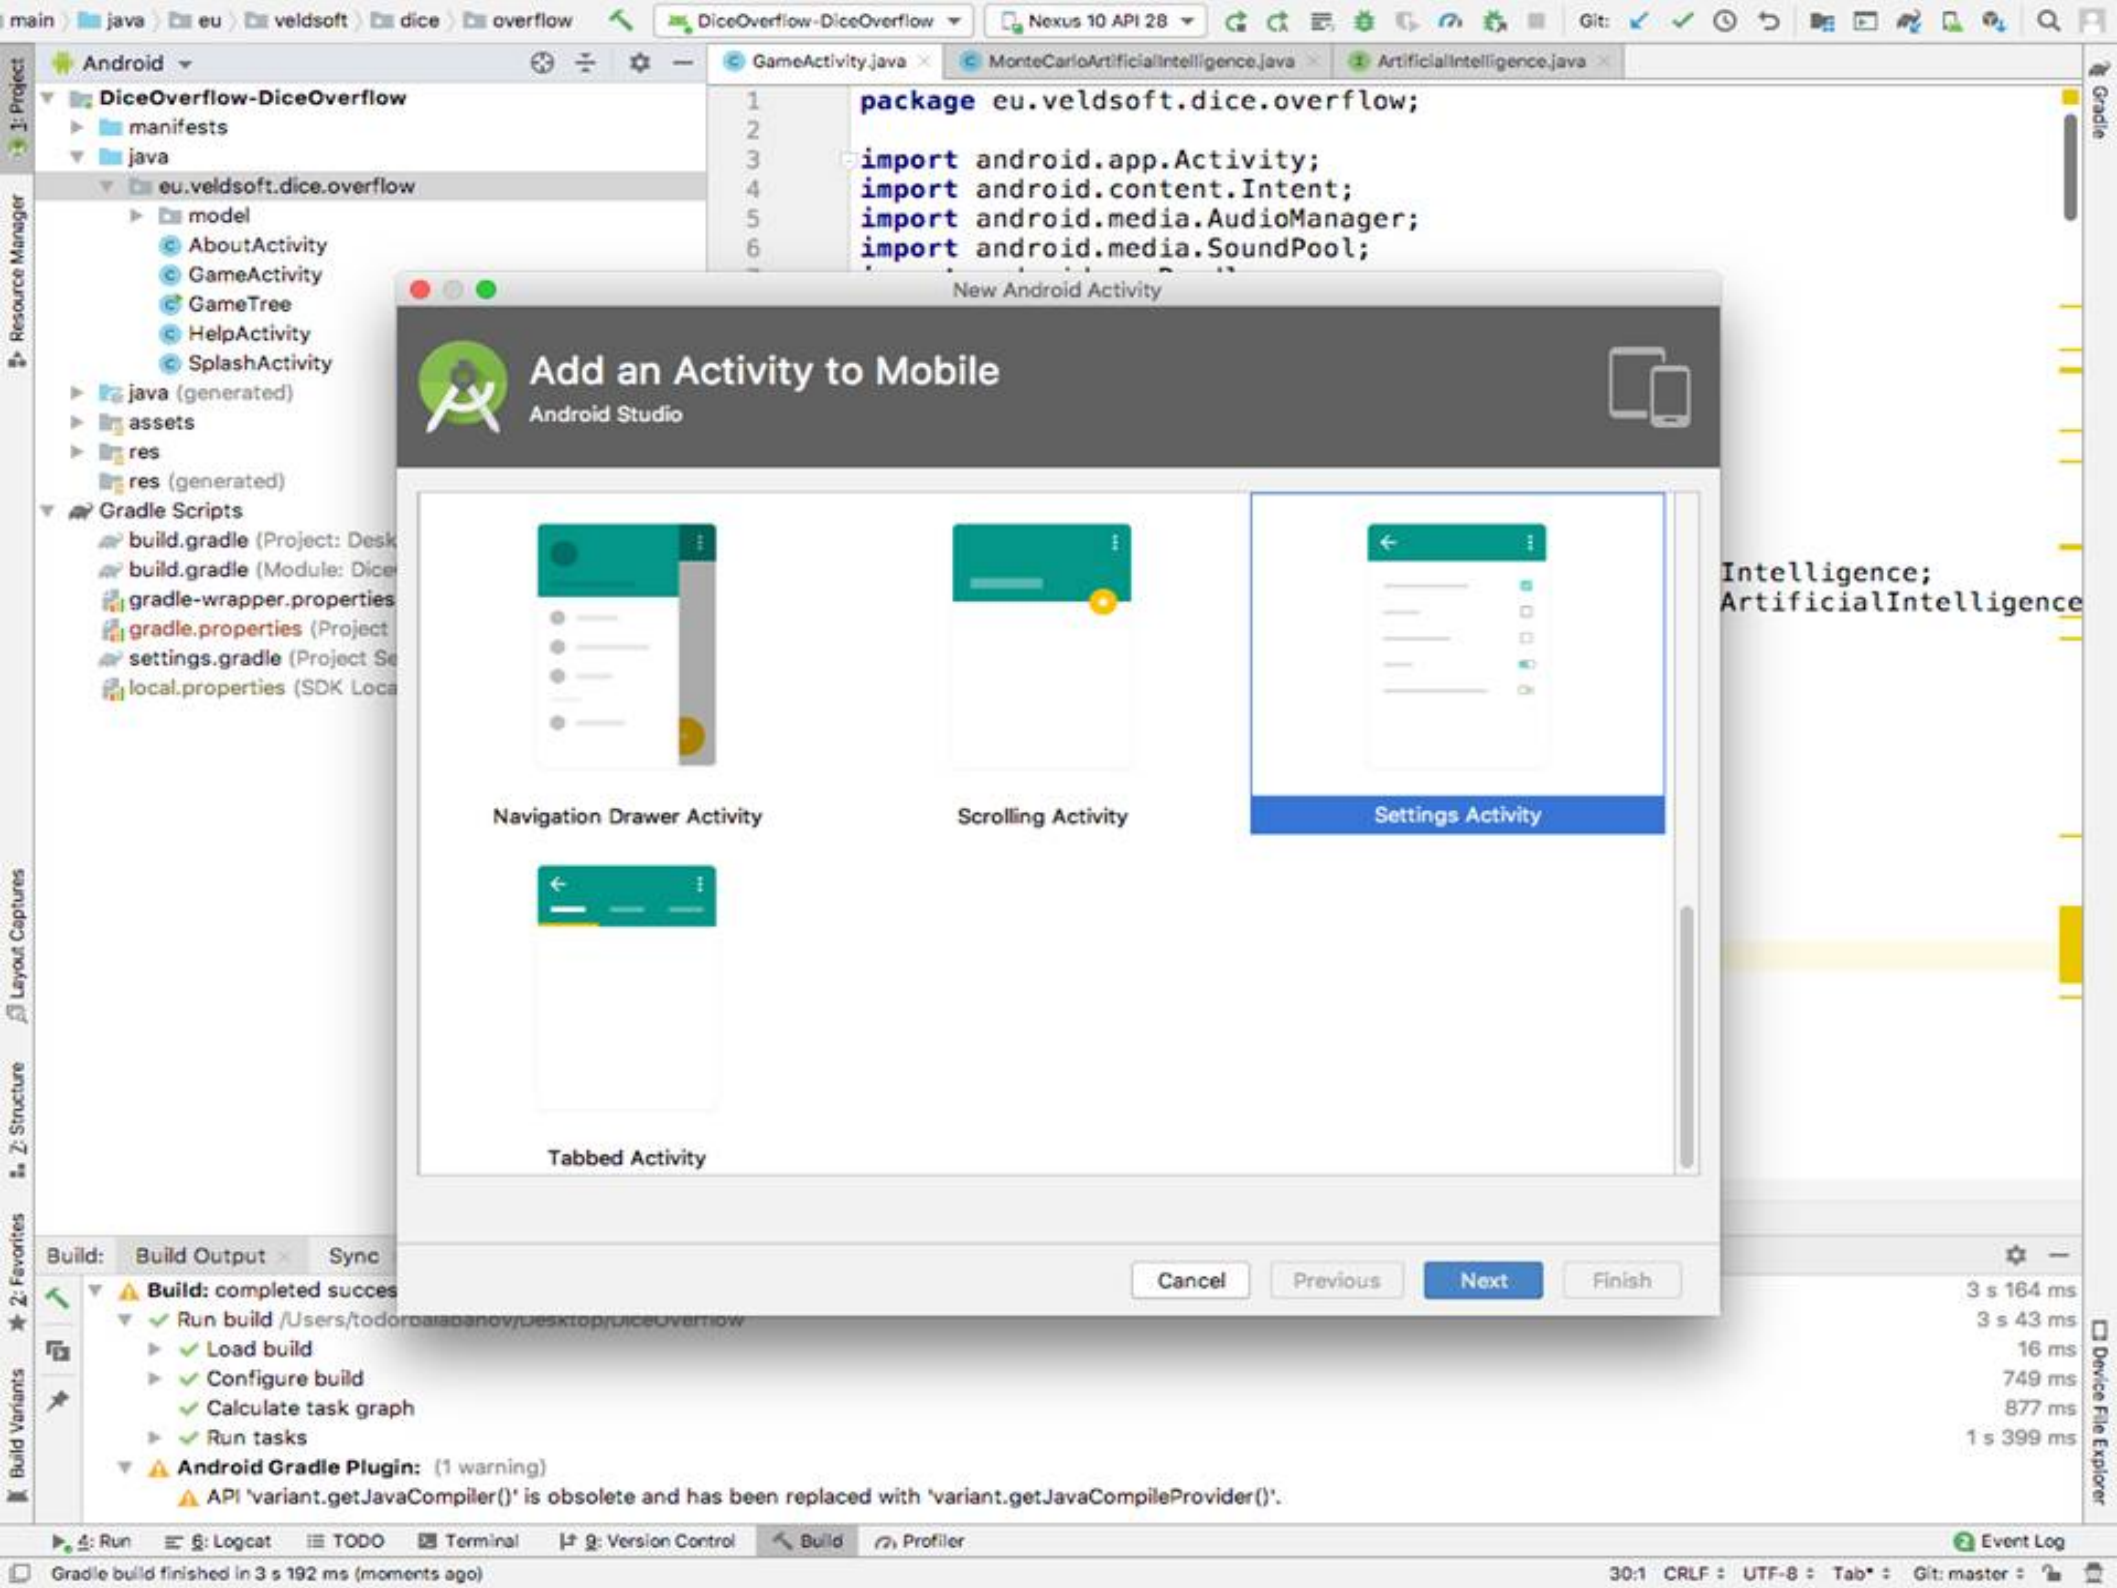 main java eu veldsoft dice overflow DiceOverflow-DiceOverflow Nexus 10 API 28 Git:
Android
GameActivity.java MonteCarloArtificialIntelligence.java ArtificialIntelligence.java
1: Project
Resource Manager
Layout Captures
Z: Structure
2: Favorites
Build Variants
DiceOverflow-DiceOverflow
manifests
java
eu.veldsoft.dice.overflow
model
AboutActivity
GameActivity
GameTree
HelpActivity
SplashActivity
java (generated)
assets
res
res (generated)
Gradle Scripts
build.gradle (Project: Desk
build.gradle (Module: Dice
gradle-wrapper.properties
gradle.properties (Project
settings.gradle (Project Se
local.properties (SDK Loca
1 package eu.veldsoft.dice.overflow;
2
3 import android.app.Activity;
4 import android.content.Intent;
5 import android.media.AudioManager;
6 import android.media.SoundPool;
Intelligence;
ArtificialIntelligence
Gradle
Device File Explorer
New Android Activity
Add an Activity to Mobile
Android Studio
Navigation Drawer Activity
Scrolling Activity
Settings Activity
Tabbed Activity
Cancel Previous Next Finish
Build: Build Output Sync
Build: completed succes 3 s 164 ms
Run build /Users/todorbalabanov/Desktop/DiceOverflow 3 s 43 ms
Load build 16 ms
Configure build 749 ms
Calculate task graph 877 ms
Run tasks 1 s 399 ms
Android Gradle Plugin: (1 warning)
API 'variant.getJavaCompiler()' is obsolete and has been replaced with 'variant.getJavaCompileProvider()'.
4: Run 6: Logcat TODO Terminal 9: Version Control Build Profiler 2 Event Log
Gradle build finished in 3 s 192 ms (moments ago) 30:1 CRLF UTF-8 Tab* Git: master